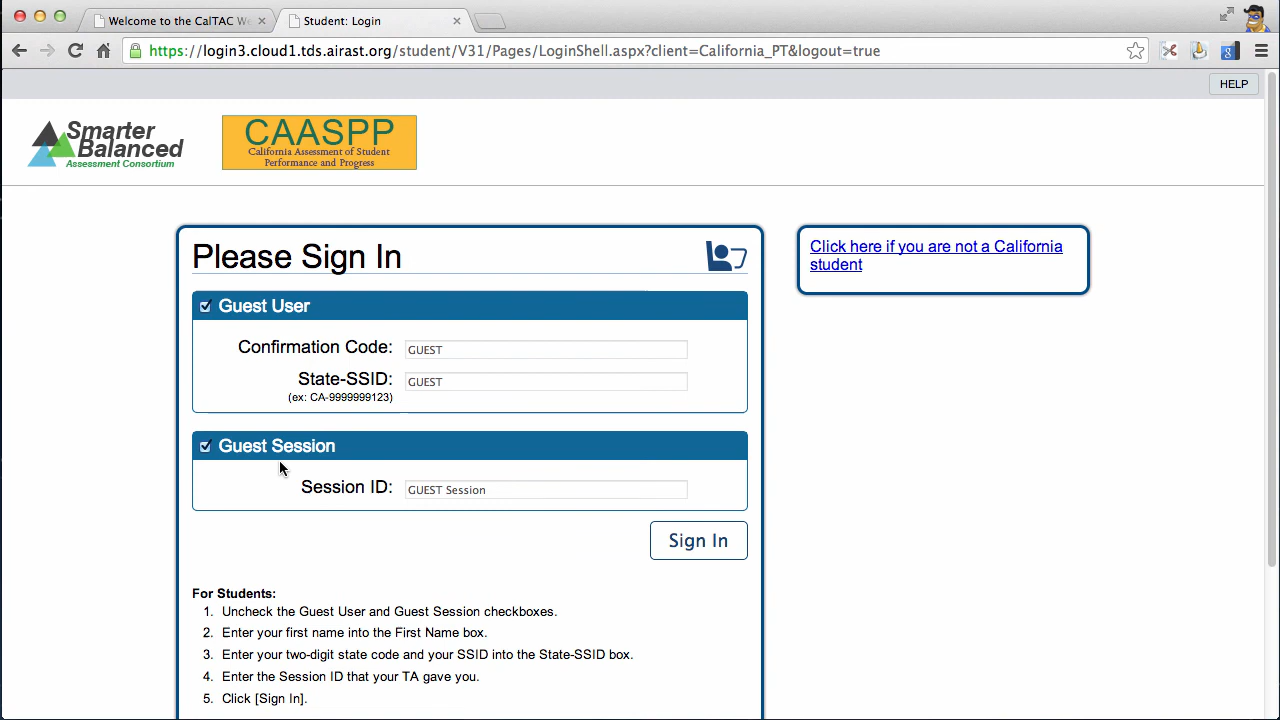 Welcome to the CalTAC We
Student: Login
https://login3.cloud1.tds.airast.org/student/V31/Pages/LoginShell.aspx?client=California_PT&logout=true
HELP
Smarter
Balanced
Assessment Consortium
CAASPP
California Assessment of Student
Performance and Progress
Please Sign In
Click here if you are not a California
student
Guest User
Confirmation Code: GUEST
State-SSID: GUEST
(ex: CA-9999999123)
Guest Session
Session ID: GUEST Session
Sign In
For Students:
1. Uncheck the Guest User and Guest Session checkboxes.
2. Enter your first name into the First Name box.
3. Enter your two-digit state code and your SSID into the State-SSID box.
4. Enter the Session ID that your TA gave you.
5. Click [Sign In].